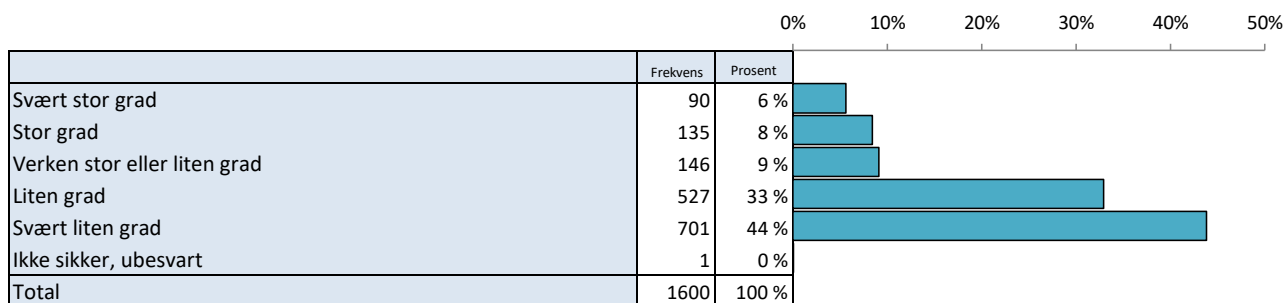 0% 10% 20% 30% 40% 50%
Frekvens Prosent
Svært stor grad 90 6 %
Stor grad 135 8 %
Verken stor eller liten grad 146 9 %
Liten grad 527 33 %
Svært liten grad 701 44 %
Ikke sikker, ubesvart 1 0 %
Total 1600 100 %